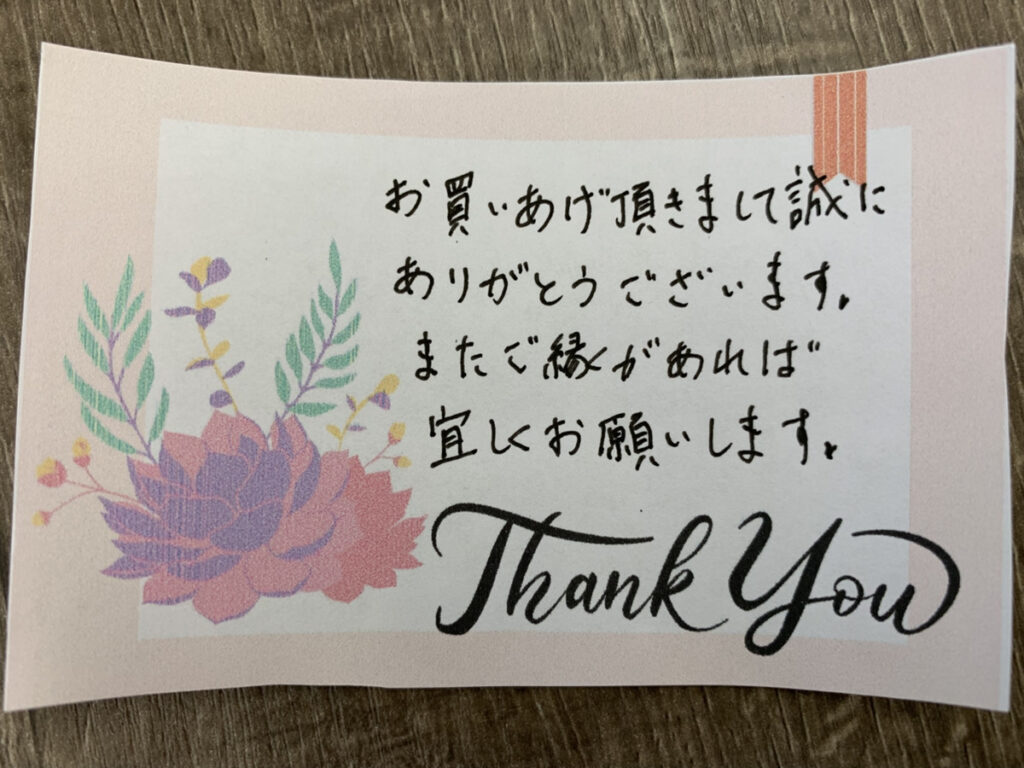 お買いあげ頂きまして誠に
ありがとうございます。
またご縁があれば
宜しくお願いします。
Thank You